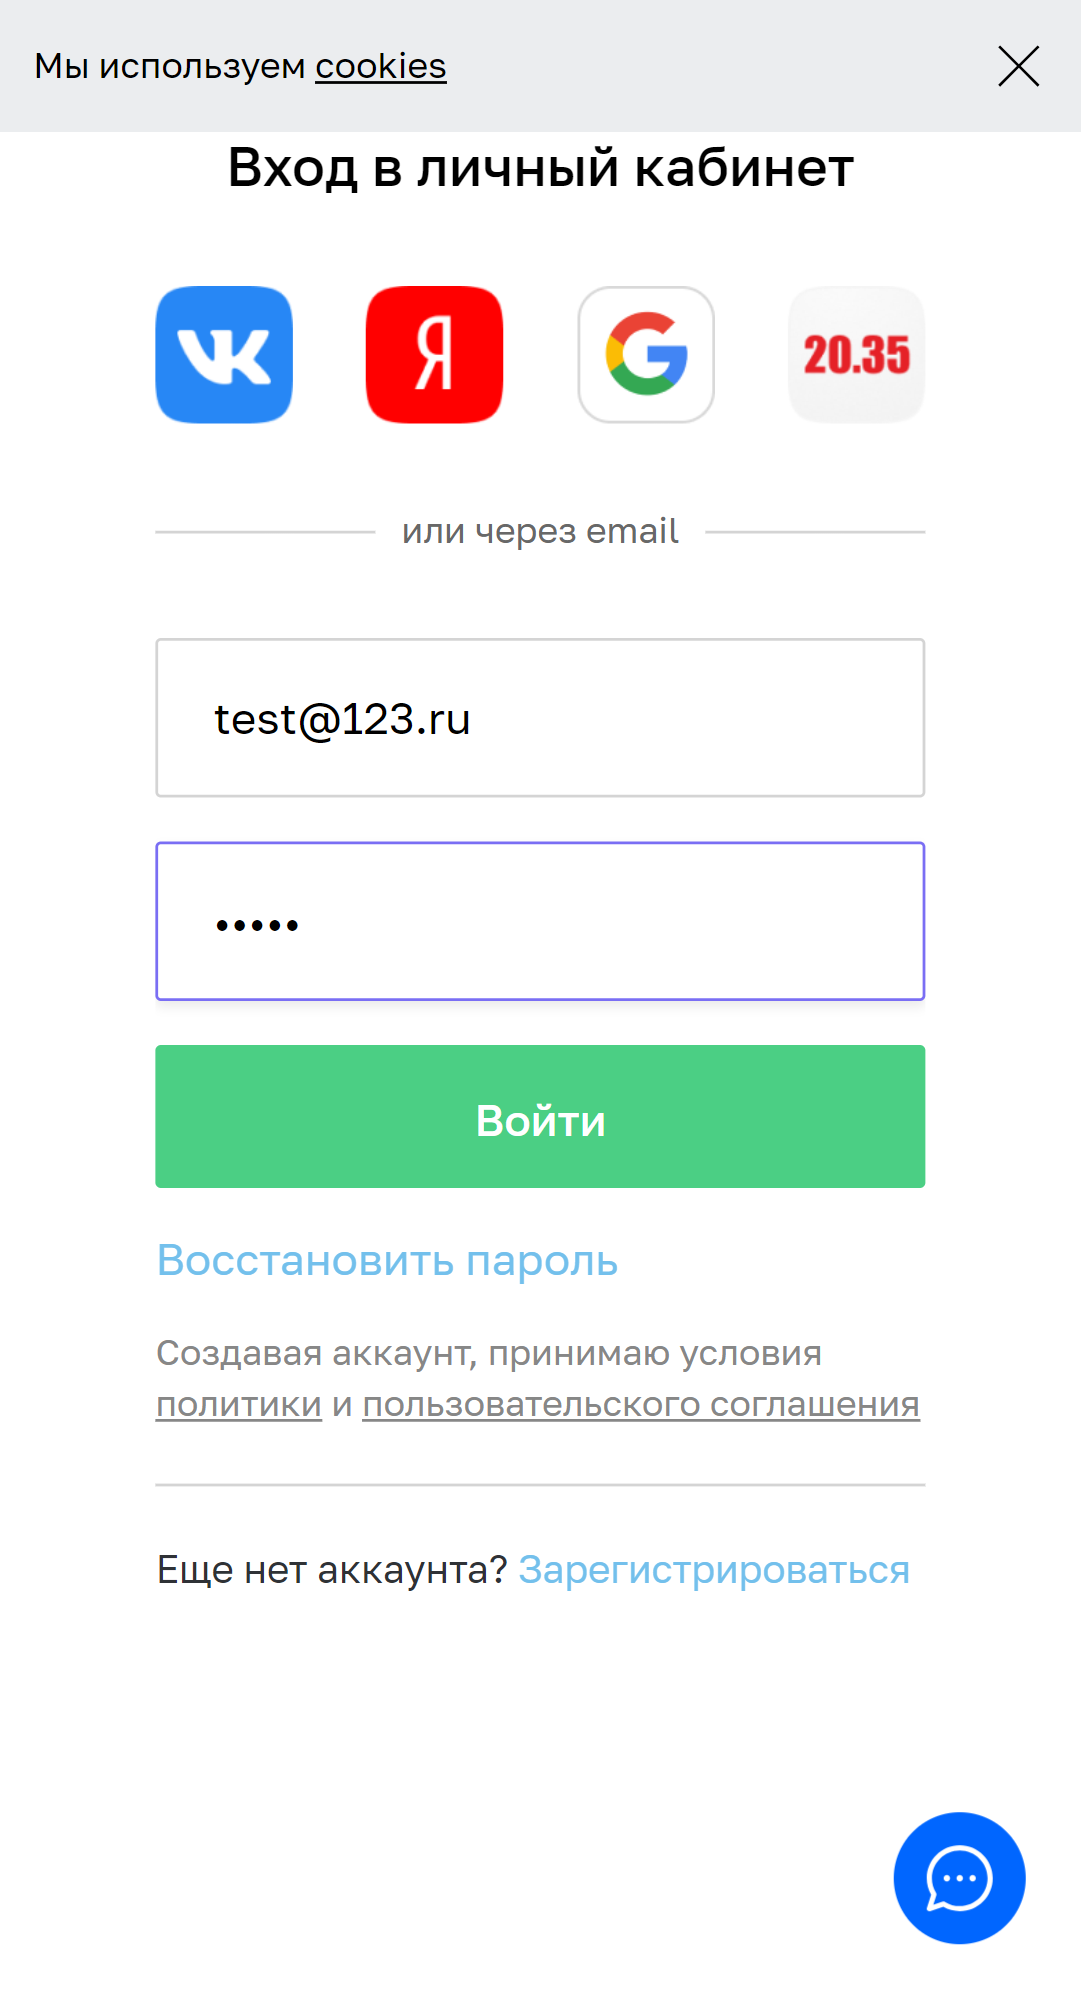 Мы используем cookies
Вход в личный кабинет
VK Я G 20.35
или через email
test@123.ru
•••••
Войти
Восстановить пароль
Создавая аккаунт, принимаю условия
политики и пользовательского соглашения
Еще нет аккаунта? Зарегистрироваться